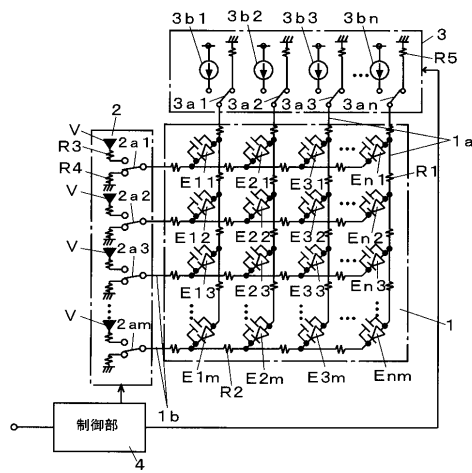 3b1 3b2 3b3 3bn 3
R5
3a1 3a2 3a3 3an
V 2
R3 2a1
R4
1a
E11 E21 E31 En1 R1
V 2a2
E12 E22 E32 En2
V 2a3
E13 E23 E33 En3
V 2am
1
E1m E2m E3m Enm
R2
1b
制御部
4